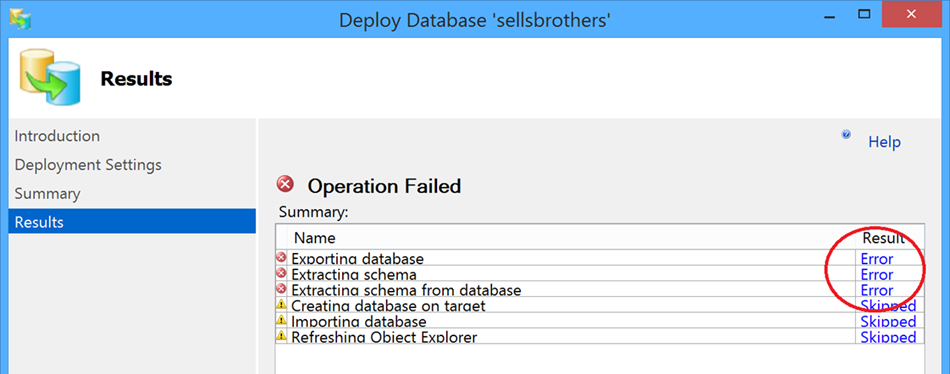 Deploy Database 'sellsbrothers'
Results
Introduction
Deployment Settings
Summary
Results
Help
Operation Failed
Summary:
Name Result
Exporting database Error
Extracting schema Error
Extracting schema from database Error
Creating database on target Skipped
Importing database Skipped
Refreshing Object Explorer Skipped